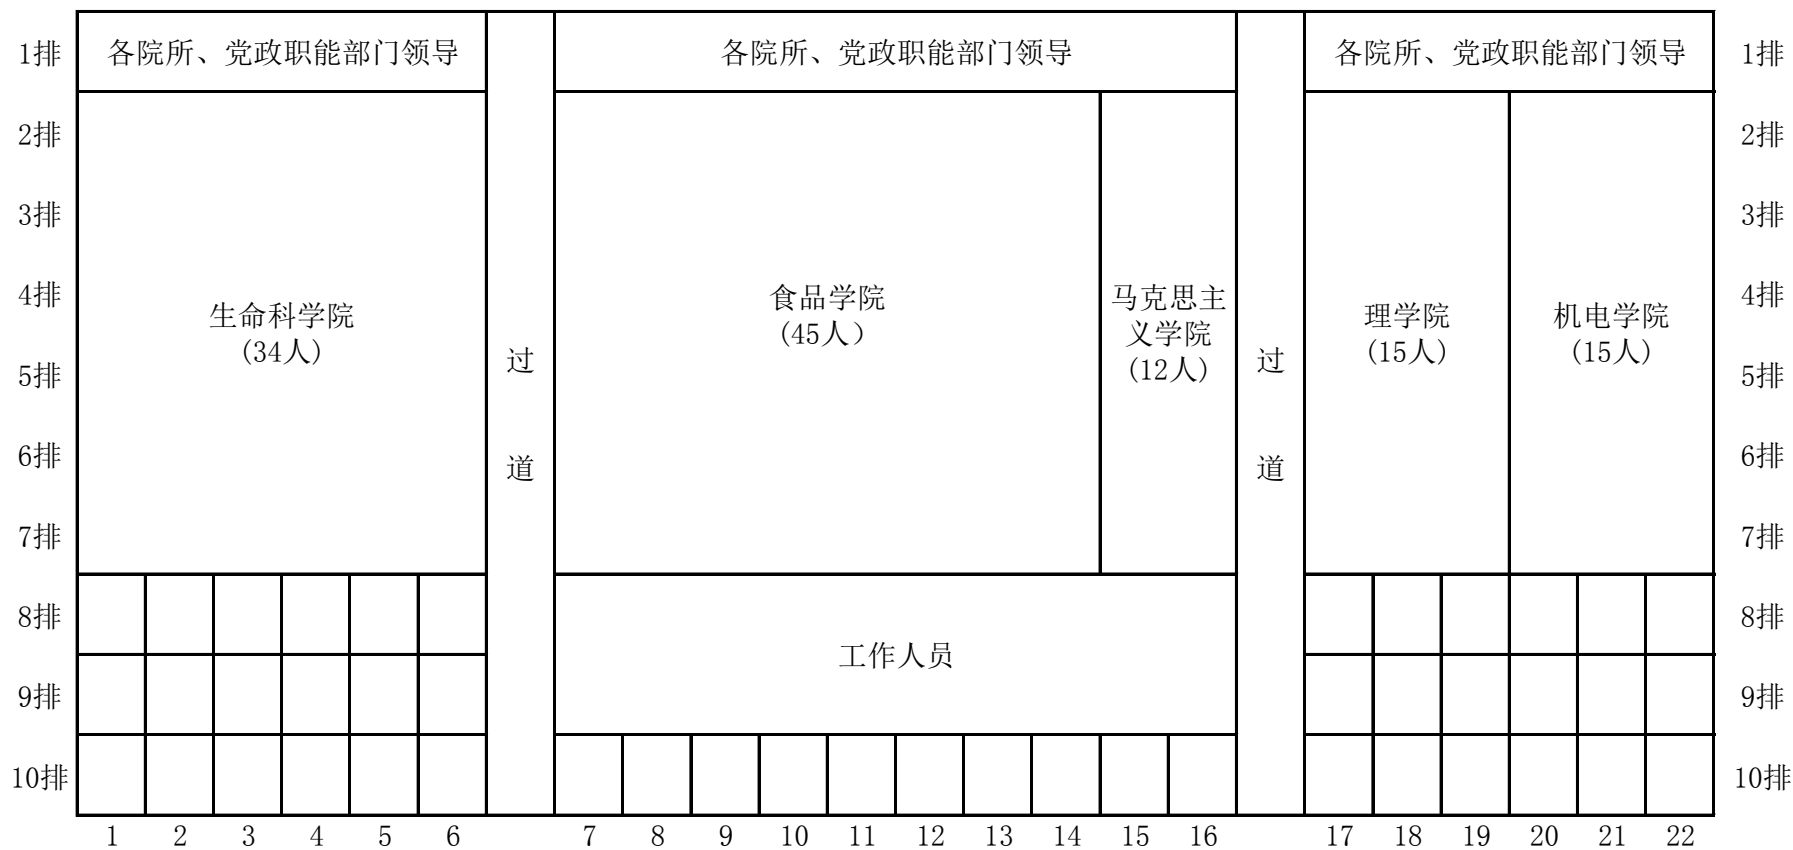 1排 各院所、党政职能部门领导 各院所、党政职能部门领导 各院所、党政职能部门领导 1排
2排 2排
3排 3排
4排 4排
5排 5排
6排 6排
7排 7排
生命科学院
(34人)
过
道
食品学院
(45人）
马克思主
义学院
(12人)
过
道
理学院
(15人)
机电学院
(15人)
8排 8排
工作人员
9排 9排
10排 10排
1 2 3 4 5 6 7 8 9 10 11 12 13 14 15 16 17 18 19 20 21 22